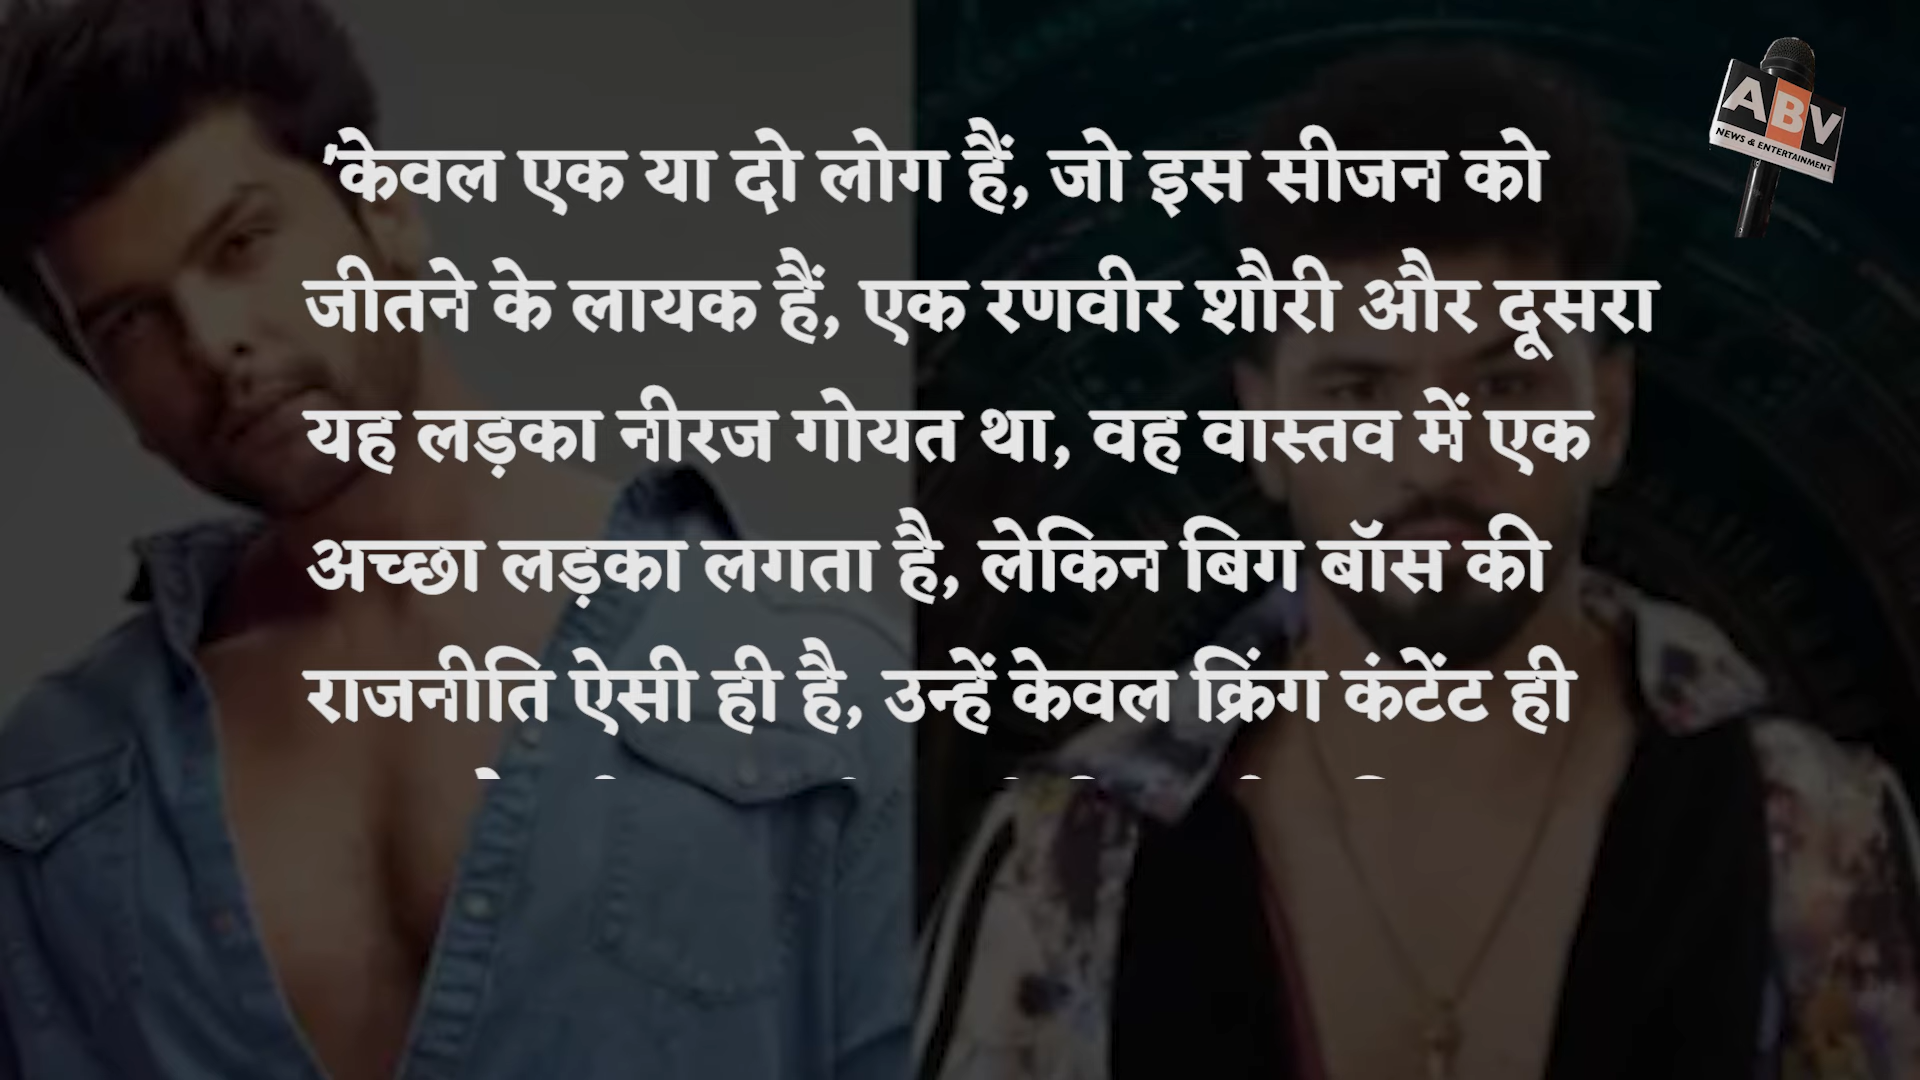 'केवल एक या दो लोग हैं, जो इस सीजन को
जीतने के लायक हैं, एक रणवीर शौरी और दूसरा
यह लड़का नीरज गोयत था, वह वास्तव में एक
अच्छा लड़का लगता है, लेकिन बिग बॉस की
राजनीति ऐसी ही है, उन्हें केवल क्रिंग कंटेंट ही
ABV
NEWS & ENTERTAINMENT